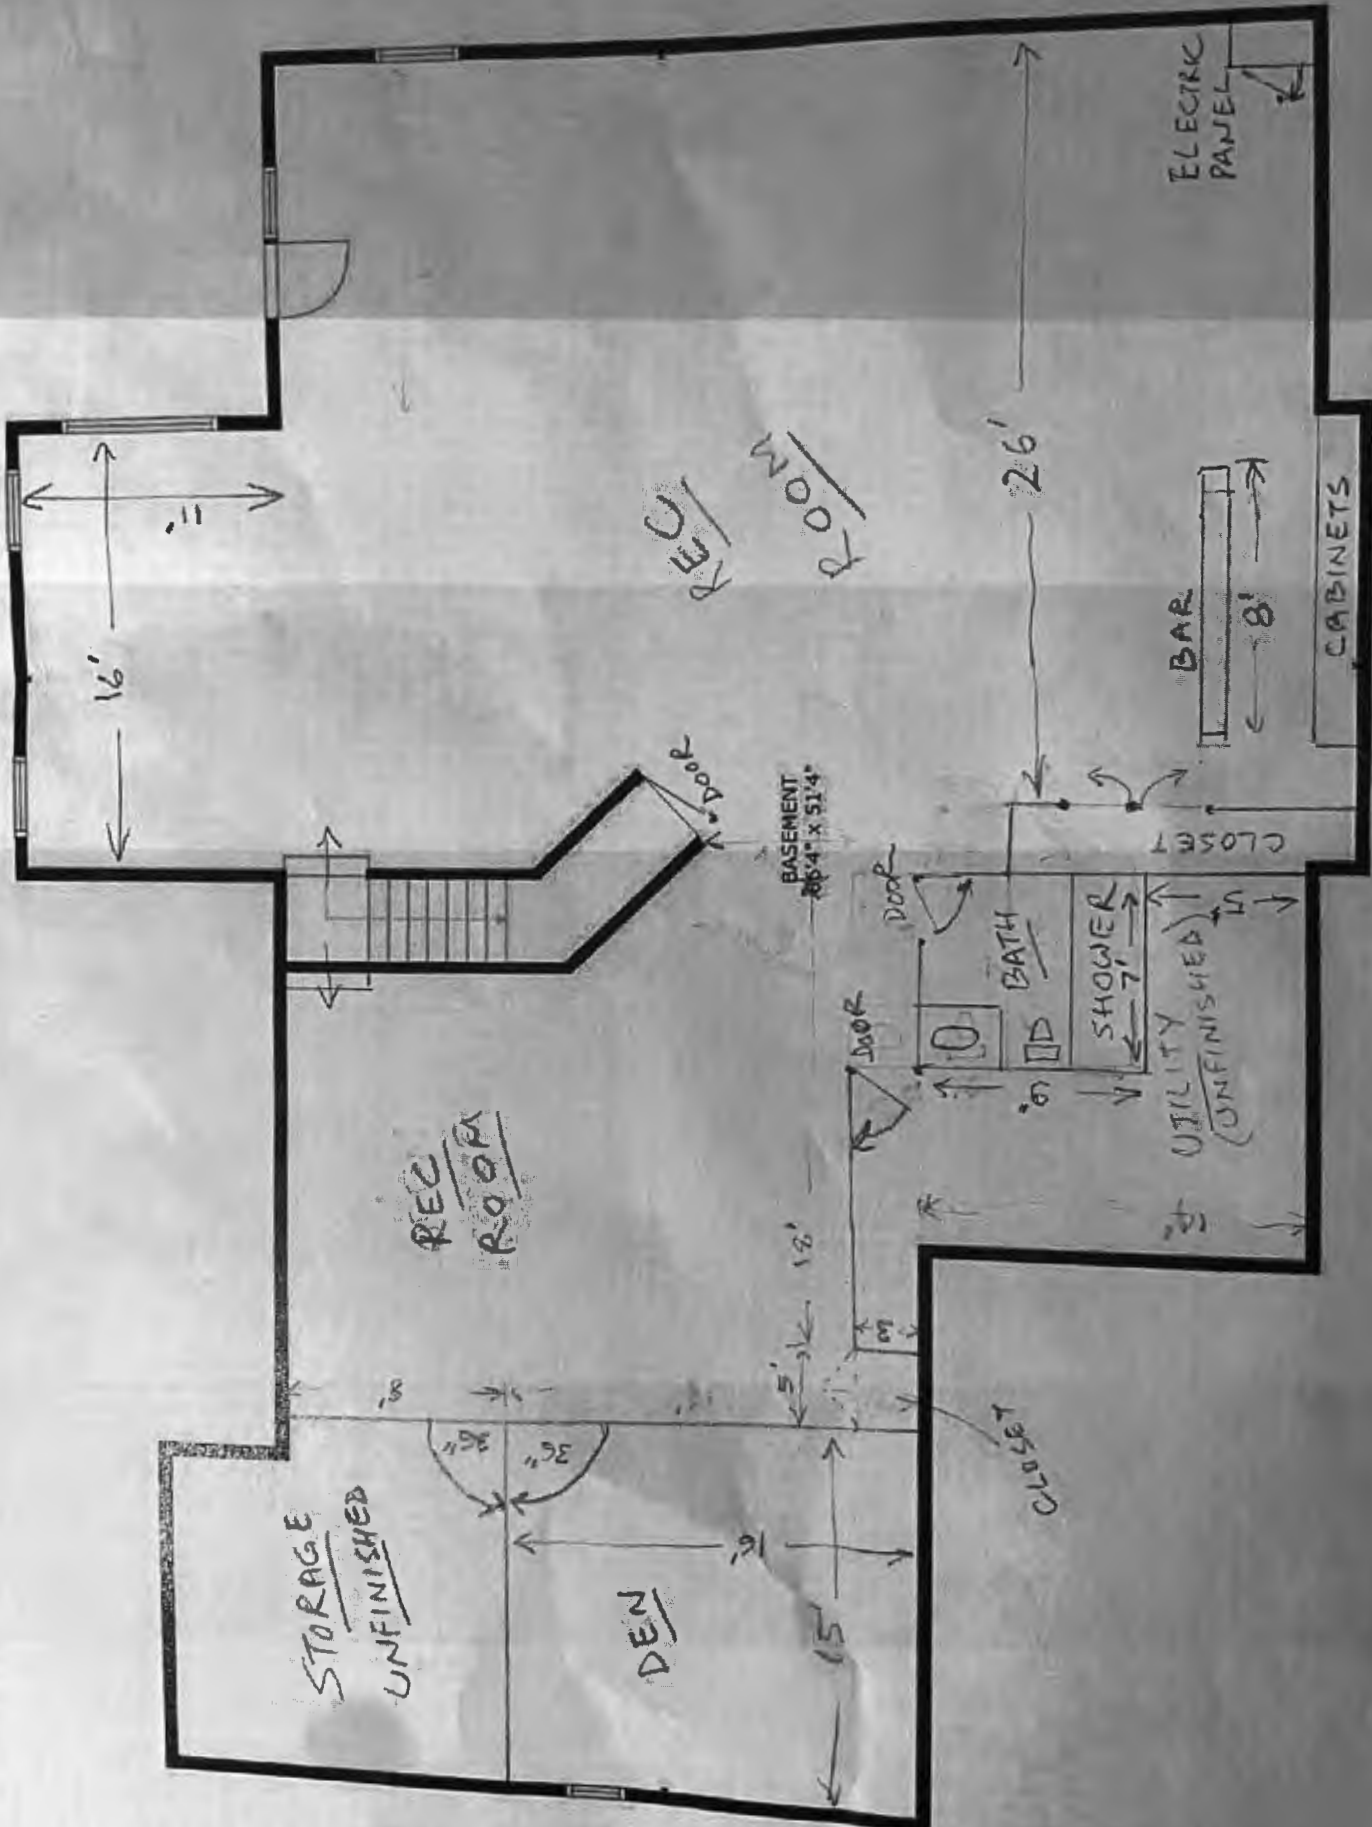 ELECTRIC
PANEL
11'
16'
REC
ROOM
26'
BAR
8'
CABINETS
DOOR
BASEMENT
DOOR
CLOSET
BATH
SHOWER
7'
5'
UTILITY
(UNFINISHED)
DOOR
9'
REC
ROOM
18'
15'
3
8'
5'
36"
36"
CLOSET
STORAGE
UNFINISHED
16'
DEN
15'